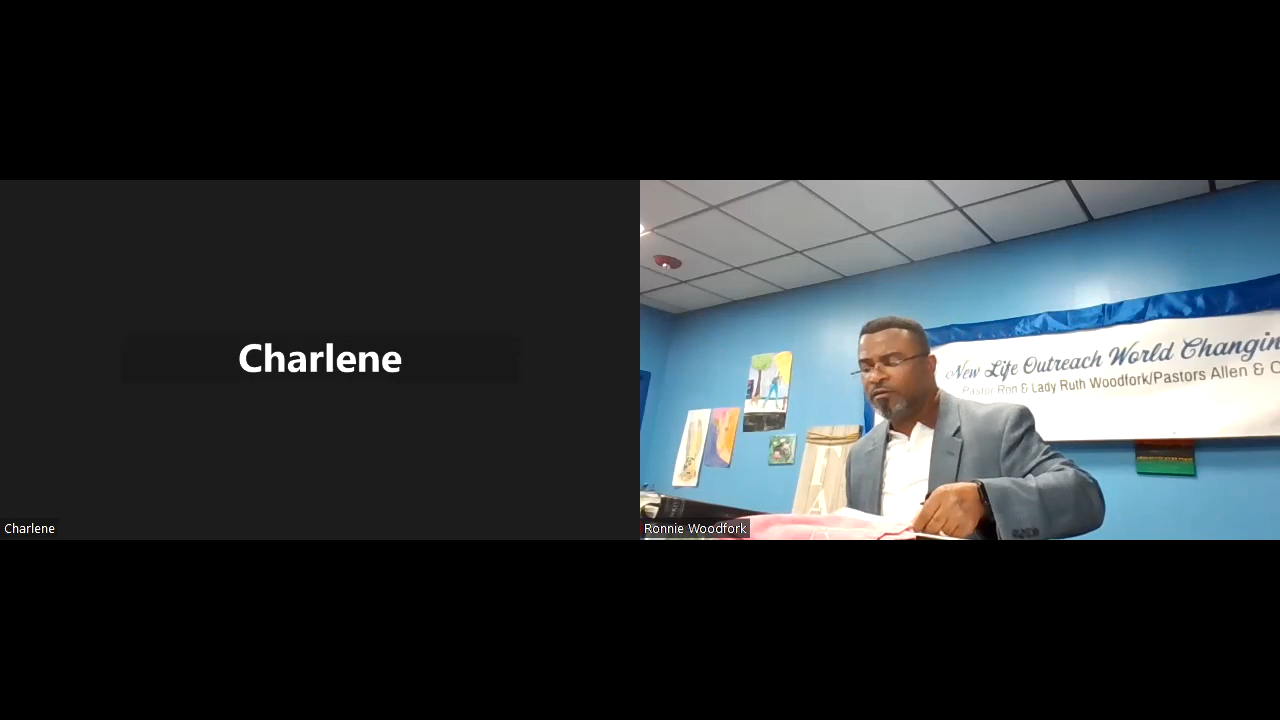 Charlene
Charlene
New Life Outreach World Changin
Pastor Ron & Lady Ruth Woodfork/Pastors Allen & C
Ronnie Woodfork